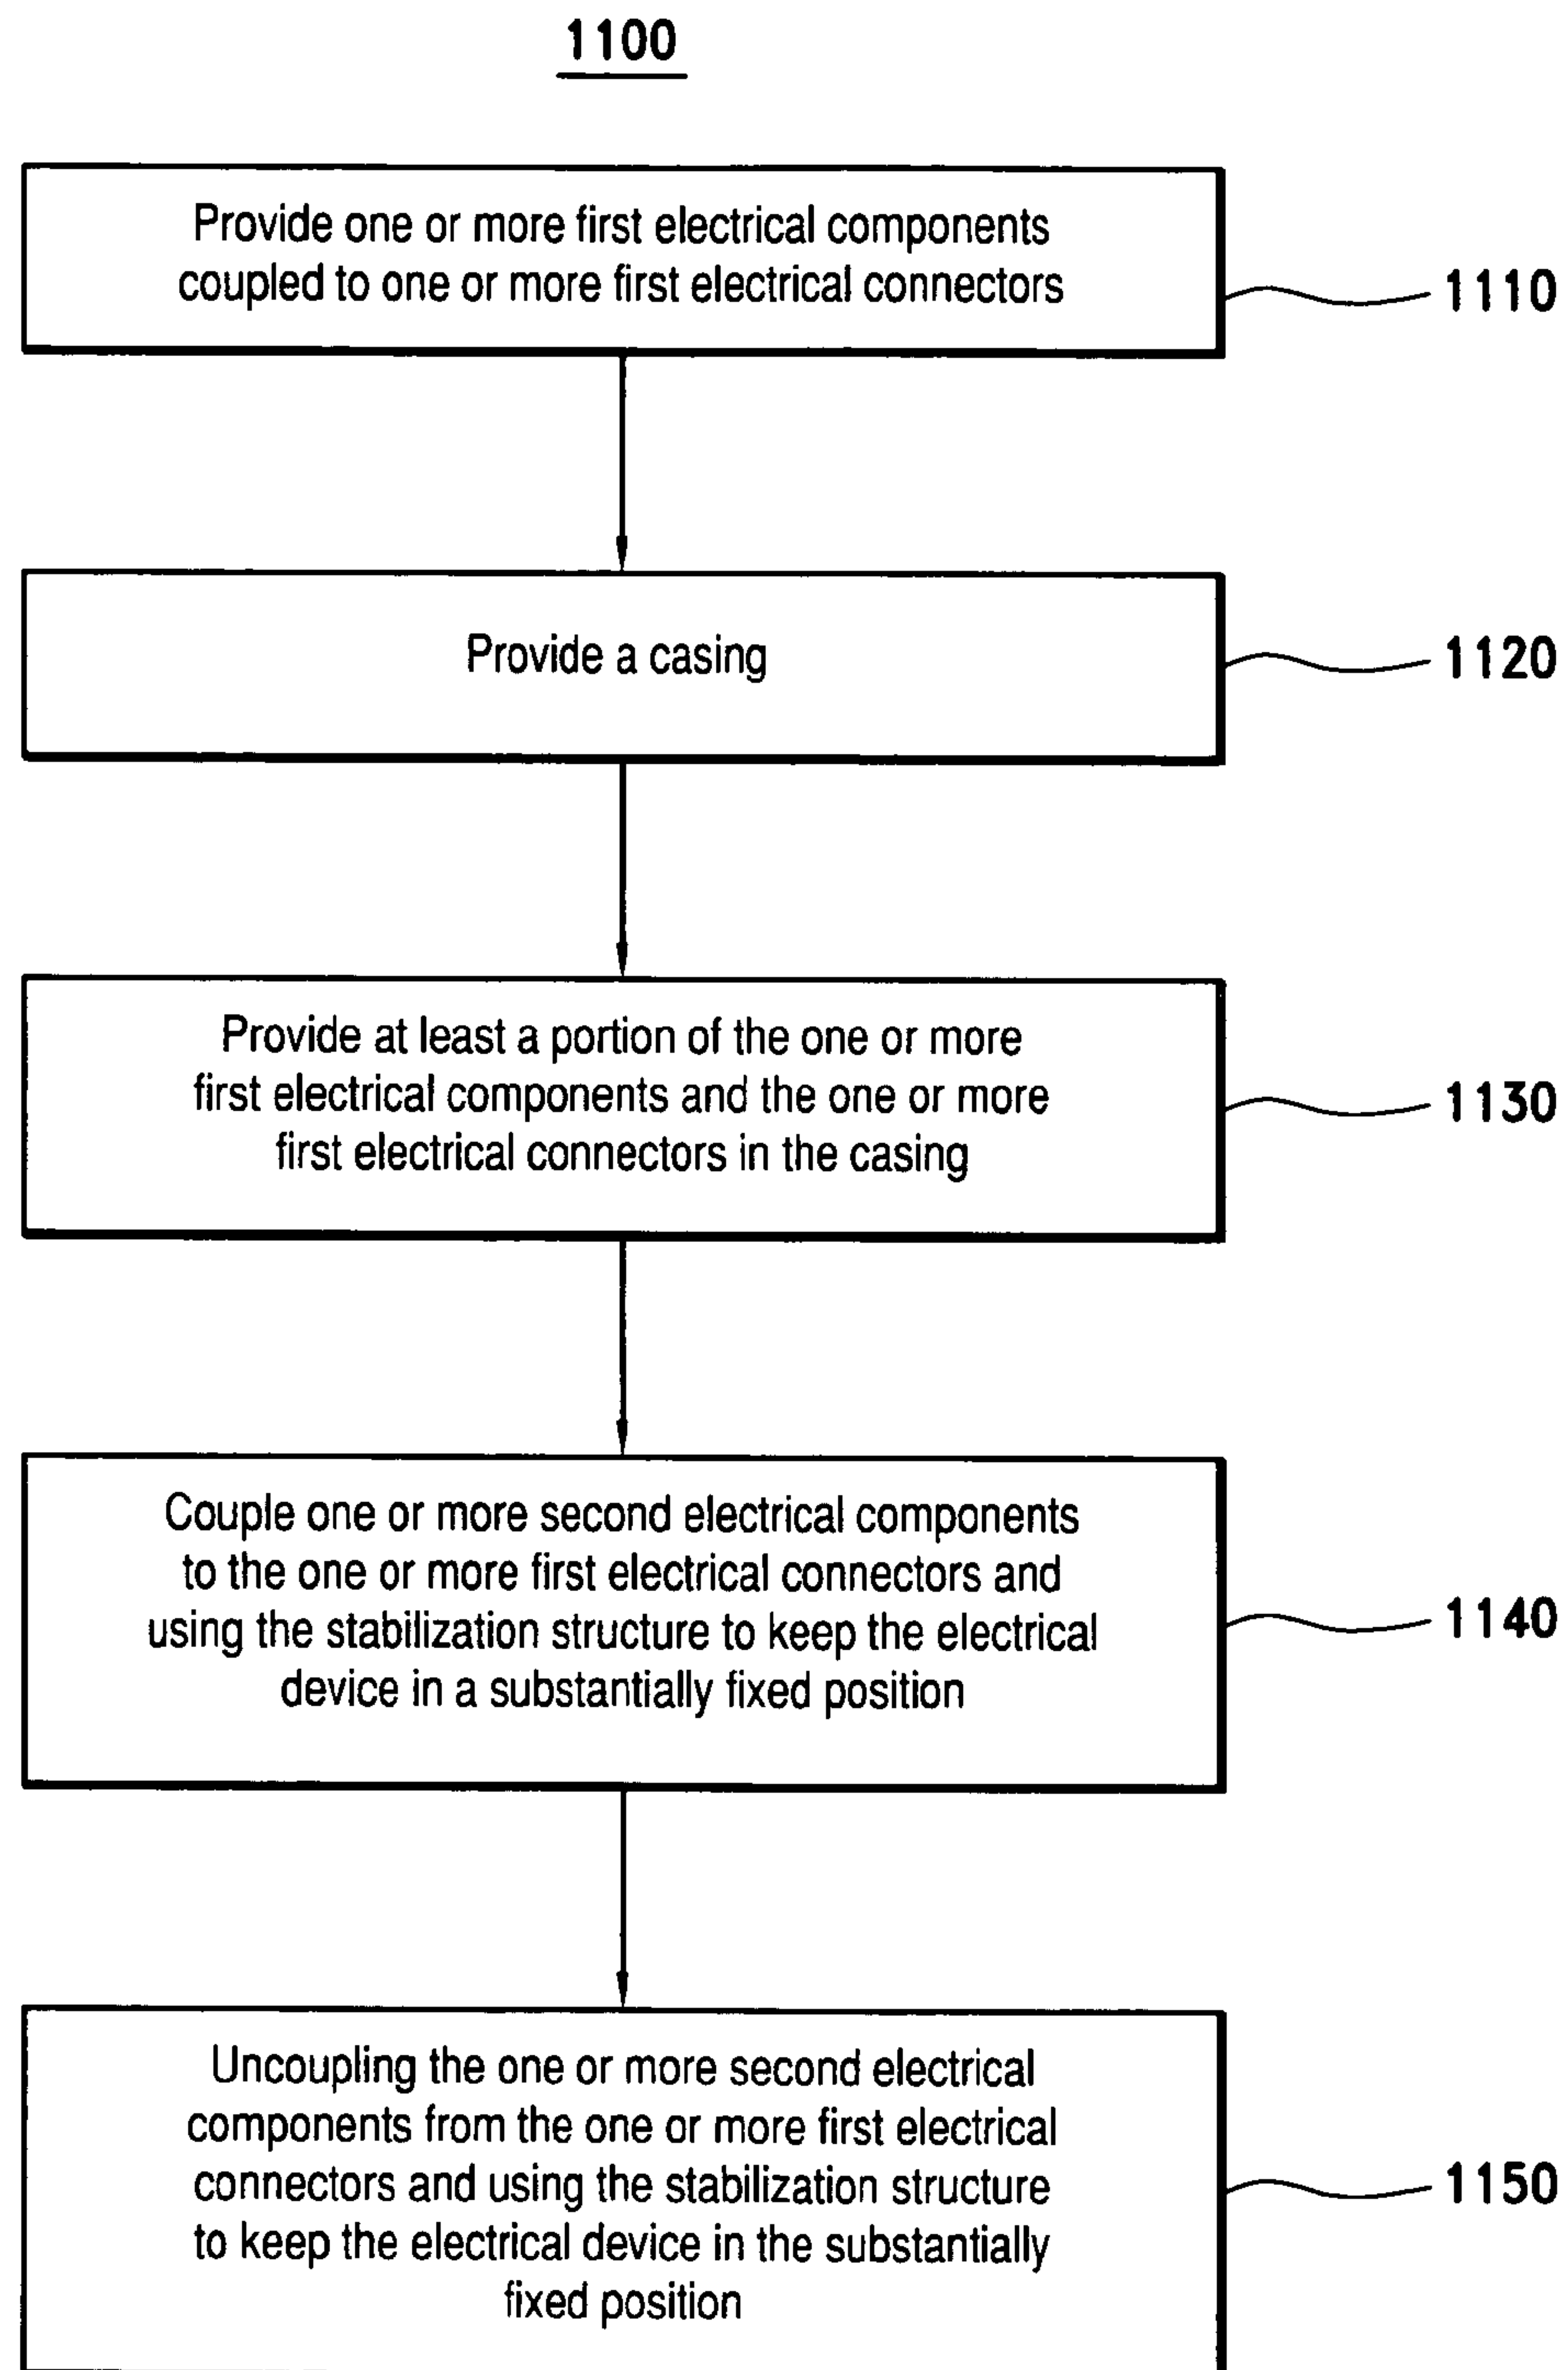 1100
Provide one or more first electrical components
coupled to one or more first electrical connectors
1110
Provide a casing
1120
Provide at least a portion of the one or more
first electrical components and the one or more
first electrical connectors in the casing
1130
Couple one or more second electrical components
to the one or more first electrical connectors and
using the stabilization structure to keep the electrical
device in a substantially fixed position
1140
Uncoupling the one or more second electrical
components from the one or more first electrical
connectors and using the stabilization structure
to keep the electrical device in the substantially
fixed position
1150